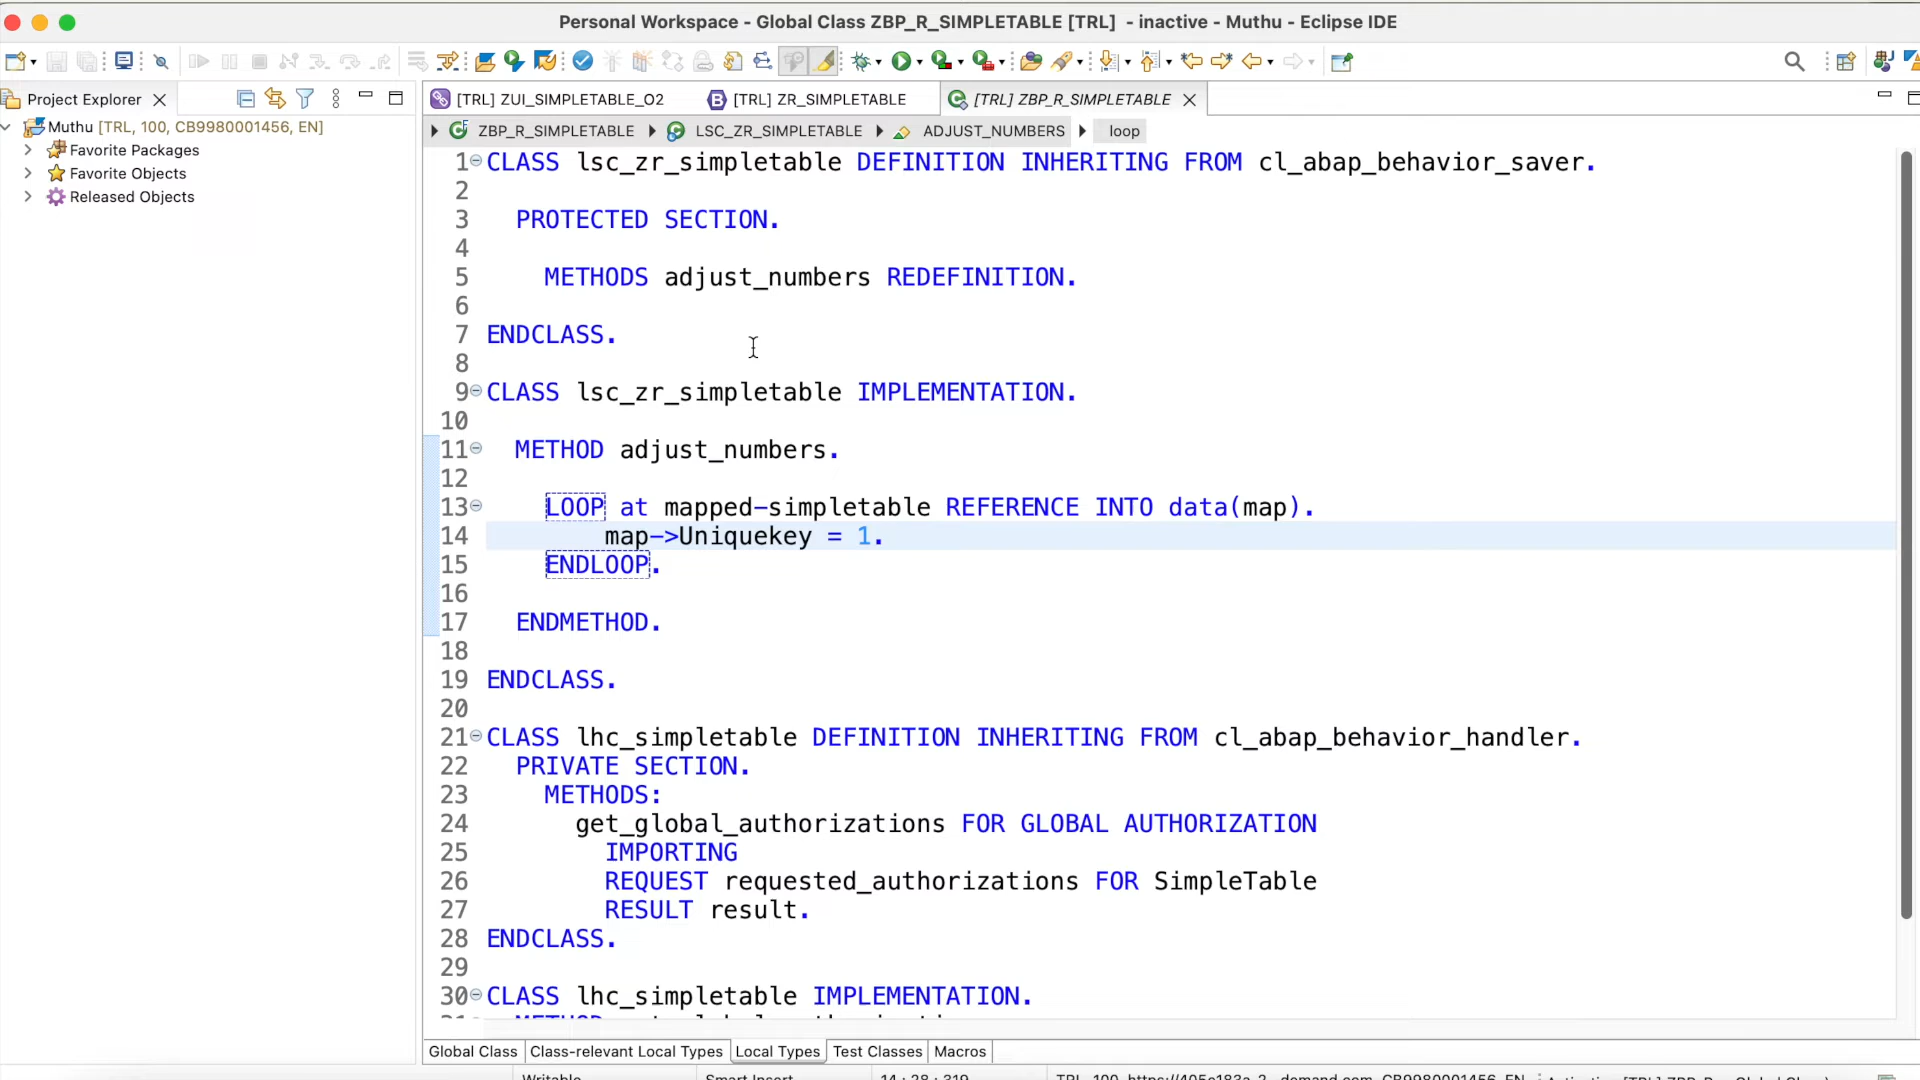 Personal Workspace - Global Class ZBP_R_SIMPLETABLE [TRL]  - inactive - Muthu - Eclipse IDE
Project Explorer
[TRL] ZUI_SIMPLETABLE_O2
[TRL] ZR_SIMPLETABLE
[TRL] ZBP_R_SIMPLETABLE
Muthu [TRL, 100, CB9980001456, EN]
Favorite Packages
Favorite Objects
Released Objects
ZBP_R_SIMPLETABLE
LSC_ZR_SIMPLETABLE
ADJUST_NUMBERS
loop
1 CLASS lsc_zr_simpletable DEFINITION INHERITING FROM cl_abap_behavior_saver.
2
3 PROTECTED SECTION.
4
5 METHODS adjust_numbers REDEFINITION.
6
7 ENDCLASS.
8
9 CLASS lsc_zr_simpletable IMPLEMENTATION.
10
11 METHOD adjust_numbers.
12
13 LOOP at mapped-simpletable REFERENCE INTO data(map).
14 map->Uniquekey = 1.
15 ENDLOOP.
16
17 ENDMETHOD.
18
19 ENDCLASS.
20
21 CLASS lhc_simpletable DEFINITION INHERITING FROM cl_abap_behavior_handler.
22 PRIVATE SECTION.
23 METHODS:
24 get_global_authorizations FOR GLOBAL AUTHORIZATION
25 IMPORTING
26 REQUEST requested_authorizations FOR SimpleTable
27 RESULT result.
28 ENDCLASS.
29
30 CLASS lhc_simpletable IMPLEMENTATION.
Global Class
Class-relevant Local Types
Local Types
Test Classes
Macros
Writable
Smart Insert
14 : 28 : 319